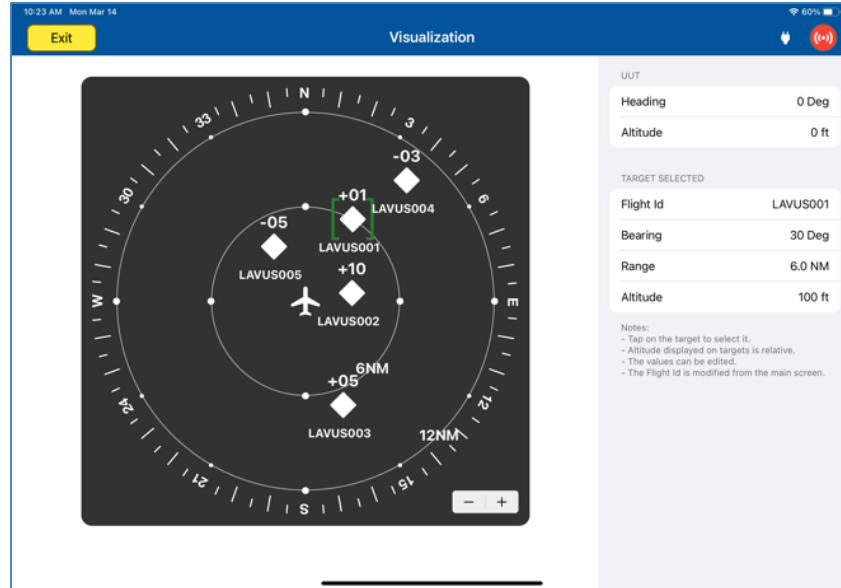 10:23 AM Mon Mar 14
60%
Exit
Visualization
N
33
3
30
6
W
E
24
12
21
15
S
-03
LAVUS004
+01
LAVUS001
-05
LAVUS005
+10
LAVUS002
6NM
+05
LAVUS003
12NM
− +
UUT
Heading 0 Deg
Altitude 0 ft
TARGET SELECTED
Flight Id LAVUS001
Bearing 30 Deg
Range 6.0 NM
Altitude 100 ft
Notes:
- Tap on the target to select it.
- Altitude displayed on targets is relative.
- The values can be edited.
- The Flight Id is modified from the main screen.